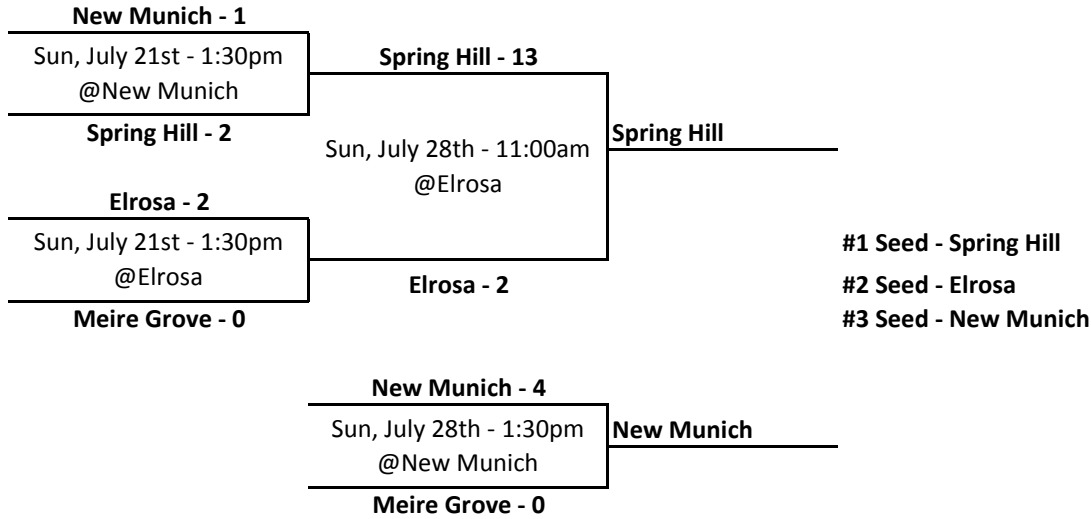 New Munich - 1
Sun, July 21st - 1:30pm
@New Munich
Spring Hill - 2
Elrosa - 2
Sun, July 21st - 1:30pm
@Elrosa
Meire Grove - 0
Spring Hill - 13
Sun, July 28th - 11:00am
@Elrosa
Elrosa - 2
Spring Hill
New Munich - 4
Sun, July 28th - 1:30pm
@New Munich
Meire Grove - 0
New Munich
#1 Seed - Spring Hill
#2 Seed - Elrosa
#3 Seed - New Munich